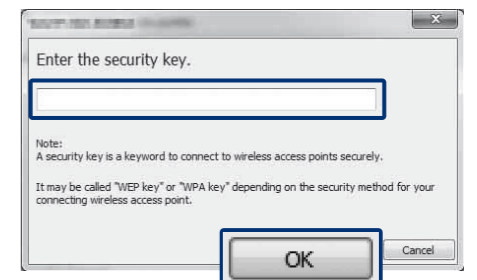 Enter the security key.
Note:
A security key is a keyword to connect to wireless access points securely.
It may be called "WEP key" or "WPA key" depending on the security method for your
connecting wireless access point.
OK
Cancel